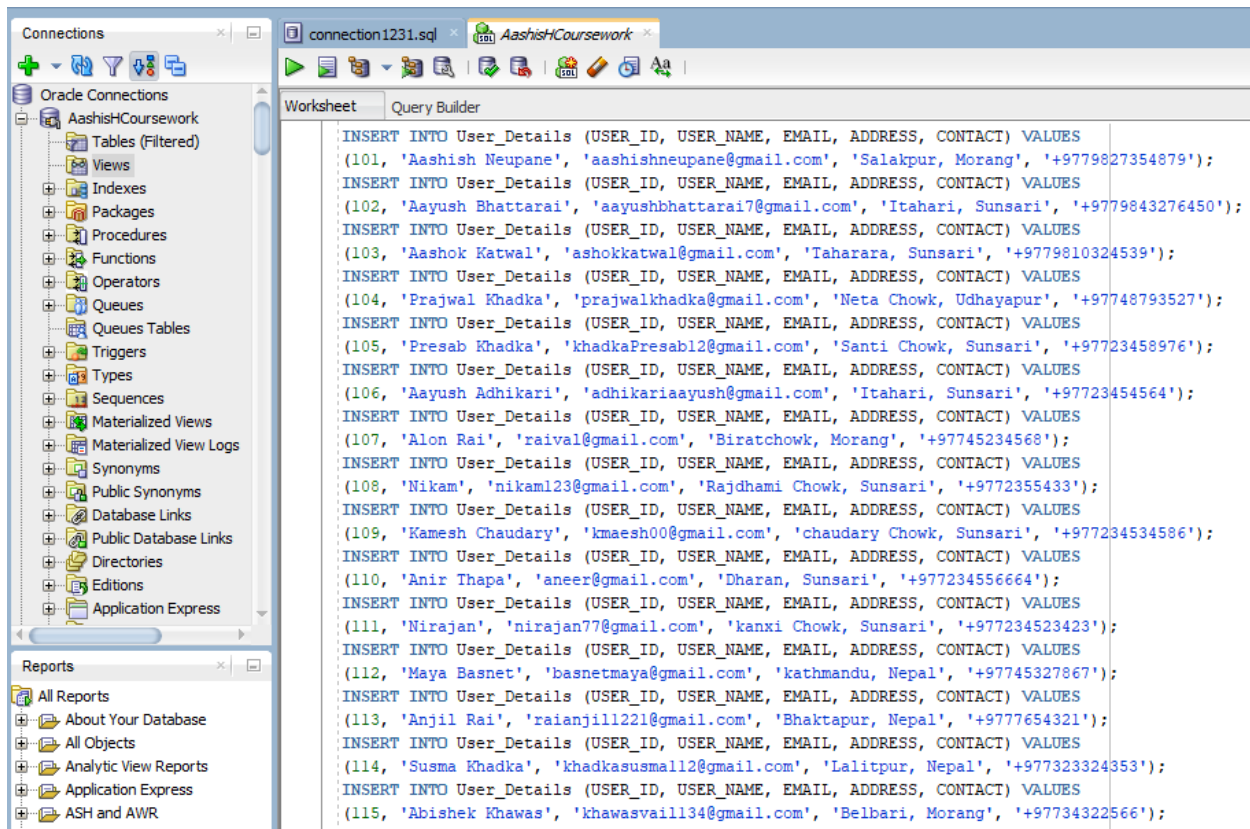 Connections
Oracle Connections
AashisHCoursework
Tables (Filtered)
Views
Indexes
Packages
Procedures
Functions
Operators
Queues
Queues Tables
Triggers
Types
Sequences
Materialized Views
Materialized View Logs
Synonyms
Public Synonyms
Database Links
Public Database Links
Directories
Editions
Application Express
Reports
All Reports
About Your Database
All Objects
Analytic View Reports
Application Express
ASH and AWR
connection1231.sql
AashisHCoursework
Worksheet Query Builder
INSERT INTO User_Details (USER_ID, USER_NAME, EMAIL, ADDRESS, CONTACT) VALUES
(101, 'Aashish Neupane', 'aashishneupane@gmail.com', 'Salakpur, Morang', '+9779827354879');
INSERT INTO User_Details (USER_ID, USER_NAME, EMAIL, ADDRESS, CONTACT) VALUES
(102, 'Aayush Bhattarai', 'aayushbhattarai7@gmail.com', 'Itahari, Sunsari', '+9779843276450');
INSERT INTO User_Details (USER_ID, USER_NAME, EMAIL, ADDRESS, CONTACT) VALUES
(103, 'Aashok Katwal', 'ashokkatwal@gmail.com', 'Taharara, Sunsari', '+9779810324539');
INSERT INTO User_Details (USER_ID, USER_NAME, EMAIL, ADDRESS, CONTACT) VALUES
(104, 'Prajwal Khadka', 'prajwalkhadka@gmail.com', 'Neta Chowk, Udhayapur', '+97748793527');
INSERT INTO User_Details (USER_ID, USER_NAME, EMAIL, ADDRESS, CONTACT) VALUES
(105, 'Presab Khadka', 'khadkaPresab12@gmail.com', 'Santi Chowk, Sunsari', '+97723458976');
INSERT INTO User_Details (USER_ID, USER_NAME, EMAIL, ADDRESS, CONTACT) VALUES
(106, 'Aayush Adhikari', 'adhikariaayush@gmail.com', 'Itahari, Sunsari', '+97723454564');
INSERT INTO User_Details (USER_ID, USER_NAME, EMAIL, ADDRESS, CONTACT) VALUES
(107, 'Alon Rai', 'raival@gmail.com', 'Biratchowk, Morang', '+97745234568');
INSERT INTO User_Details (USER_ID, USER_NAME, EMAIL, ADDRESS, CONTACT) VALUES
(108, 'Nikam', 'nikam123@gmail.com', 'Rajdhami Chowk, Sunsari', '+9772355433');
INSERT INTO User_Details (USER_ID, USER_NAME, EMAIL, ADDRESS, CONTACT) VALUES
(109, 'Kamesh Chaudary', 'kmaesh00@gmail.com', 'chaudary Chowk, Sunsari', '+977234534586');
INSERT INTO User_Details (USER_ID, USER_NAME, EMAIL, ADDRESS, CONTACT) VALUES
(110, 'Anir Thapa', 'aneer@gmail.com', 'Dharan, Sunsari', '+977234556664');
INSERT INTO User_Details (USER_ID, USER_NAME, EMAIL, ADDRESS, CONTACT) VALUES
(111, 'Nirajan', 'nirajan77@gmail.com', 'kanxi Chowk, Sunsari', '+977234523423');
INSERT INTO User_Details (USER_ID, USER_NAME, EMAIL, ADDRESS, CONTACT) VALUES
(112, 'Maya Basnet', 'basnetmaya@gmail.com', 'kathmandu, Nepal', '+97745327867');
INSERT INTO User_Details (USER_ID, USER_NAME, EMAIL, ADDRESS, CONTACT) VALUES
(113, 'Anjil Rai', 'raianjil1221@gmail.com', 'Bhaktapur, Nepal', '+9777654321');
INSERT INTO User_Details (USER_ID, USER_NAME, EMAIL, ADDRESS, CONTACT) VALUES
(114, 'Susma Khadka', 'khadkasusma112@gmail.com', 'Lalitpur, Nepal', '+977323324353');
INSERT INTO User_Details (USER_ID, USER_NAME, EMAIL, ADDRESS, CONTACT) VALUES
(115, 'Abishek Khawas', 'khawasvai1134@gmail.com', 'Belbari, Morang', '+97734322566');